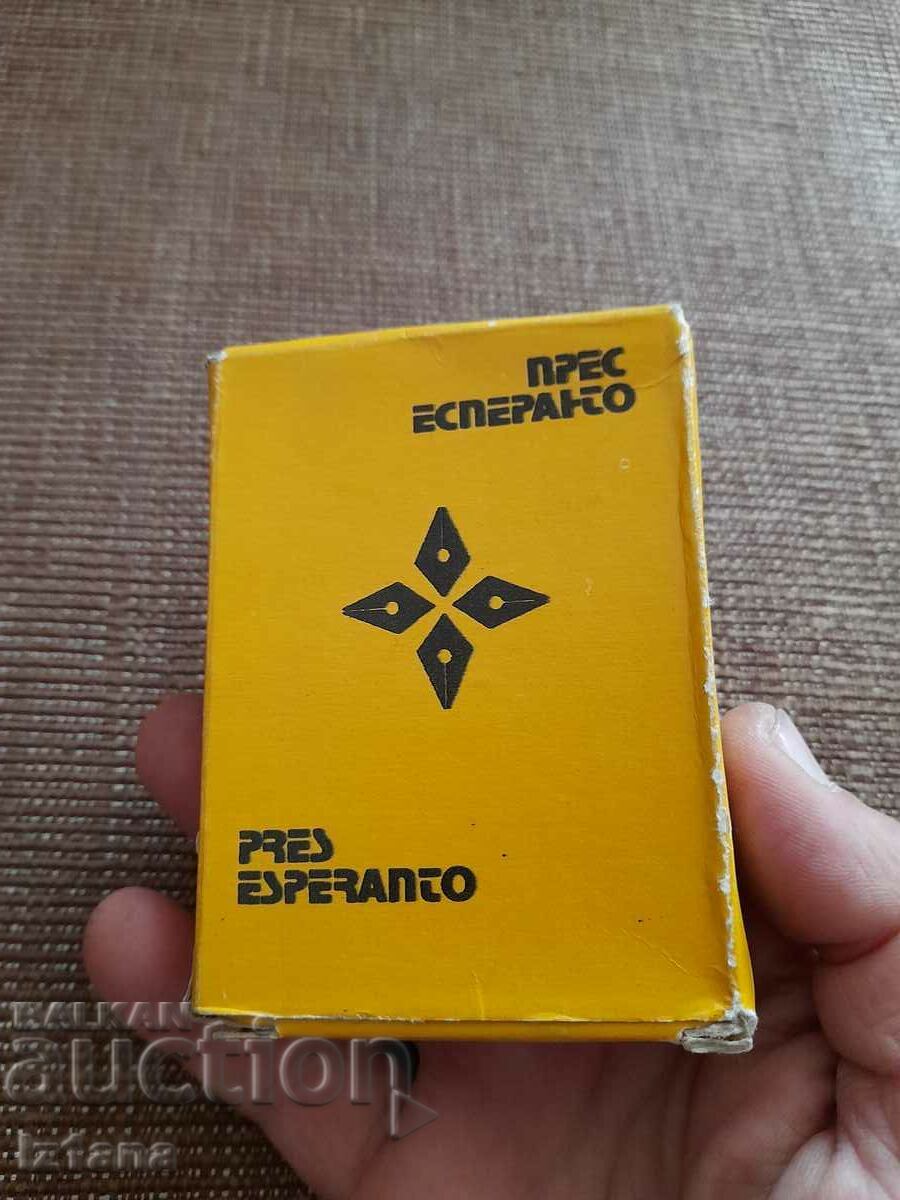 ПРЕС
ЕСПЕРАНТО
PRES
ESPERANTO
BALKAN
auction
Iztana